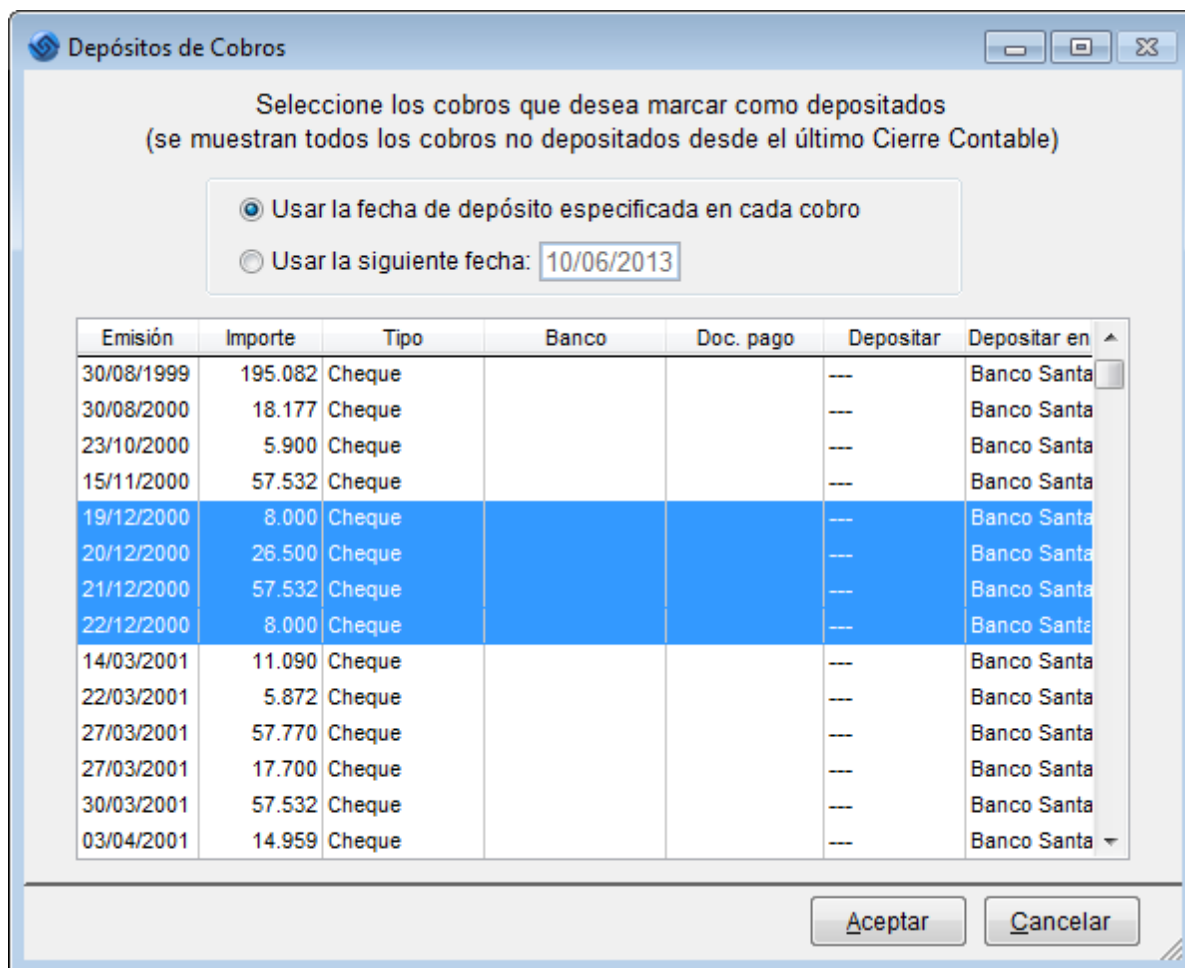 Depósitos de Cobros
Seleccione los cobros que desea marcar como depositados
(se muestran todos los cobros no depositados desde el último Cierre Contable)
Usar la fecha de depósito especificada en cada cobro
Usar la siguiente fecha: 10/06/2013
Emisión Importe Tipo Banco Doc. pago Depositar Depositar en
30/08/1999 195.082 Cheque --- Banco Santa
30/08/2000 18.177 Cheque --- Banco Santa
23/10/2000 5.900 Cheque --- Banco Santa
15/11/2000 57.532 Cheque --- Banco Santa
19/12/2000 8.000 Cheque --- Banco Santa
20/12/2000 26.500 Cheque --- Banco Santa
21/12/2000 57.532 Cheque --- Banco Santa
22/12/2000 8.000 Cheque --- Banco Santa
14/03/2001 11.090 Cheque --- Banco Santa
22/03/2001 5.872 Cheque --- Banco Santa
27/03/2001 57.770 Cheque --- Banco Santa
27/03/2001 17.700 Cheque --- Banco Santa
30/03/2001 57.532 Cheque --- Banco Santa
03/04/2001 14.959 Cheque --- Banco Santa
Aceptar Cancelar